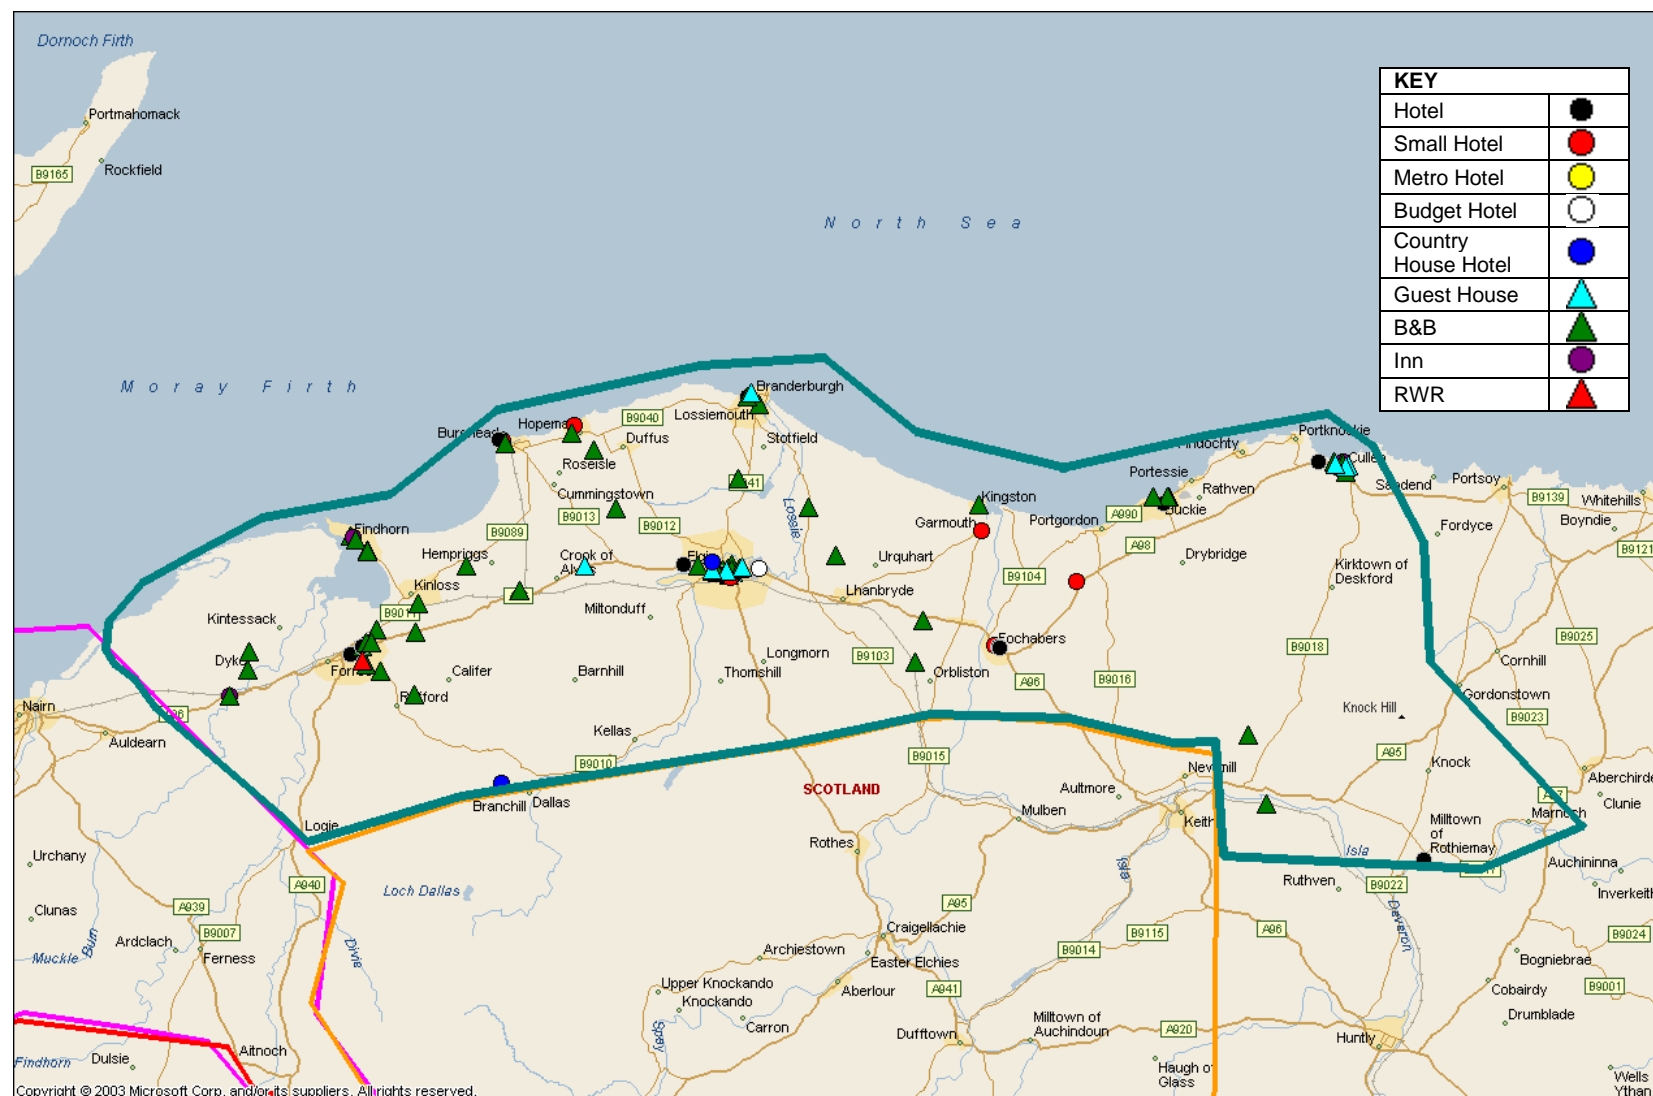 Dornoch Firth
Portmahomack
B9165
Rockfield
KEY
Hotel
Small Hotel
Metro Hotel
Budget Hotel
Country
House Hotel
Guest House
B&B
Inn
RWR
North Sea
Moray Firth
Branderburgh
Lossiemouth
B9040
Stotfield
Duffus
Roseisle
Cummingstown
B9013
B9012
B9089
Lossie
Kingston
Garmouth
Portgordon
A990
Portessie
Rathven
Buckie
Portknockie
Cullen
Sandend
Portsoy
B9139
Whitehills
Boyndie
Fordyce
B9121
Findhorn
Hempriggs
Kinloss
Crook of
Miltonduff
Urquhart
Lhanbryde
B9104
A98
Drybridge
Kirktown of
Deskford
Kintessack
Dyke
Califer
Barnhill
Longmorn
Thomshill
B9103
Orbliston
Fochabers
A96
B9016
B9018
B9025
Cornhill
Gordonstown
Knock Hill
B9023
A95
Knock
Nairn
Auldearn
Kellas
B9010
B9015
SCOTLAND
Branchill
Dallas
Newmill
Aultmore
Keith
Mulben
Rothes
Aberchirde
Clunie
Marnoch
Milltown
of
Rothiemay
Isla
Isla
Ruthven
B9022
Auchininna
Inverkeith
Logie
Urchany
A940
Loch Dallas
Clunas
A939
B9007
Ardclach
Ferness
Muckle Burn
Divie
A95
Craigellachie
Archiestown
Easter Elchies
B9115
B9014
A96
Deveron
B9024
Bogniebrae
B9001
Cobairdy
Drumblade
Upper Knockando
Knockando
Carron
Spey
Aberlour
A941
Dufftown
Milltown of
Auchindoun
A920
Huntly
Haugh of
Glass
Wells
Ythan
Findhorn
Dulsie
Aitnoch
Copyright © 2003 Microsoft Corp. and/or its suppliers. All rights reserved.